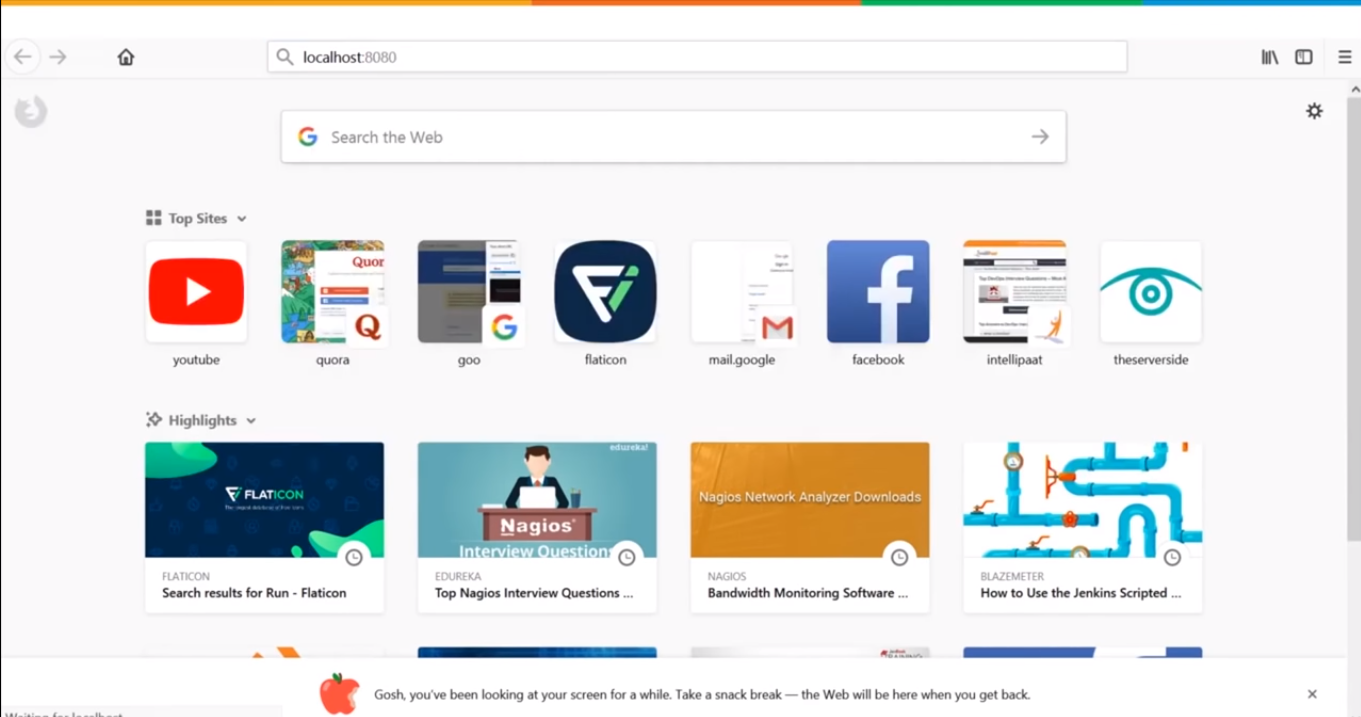 localhost:8080
Search the Web
Top Sites
Quor
Q
youtube
quora
goo
flaticon
mail.google
facebook
intellipaat
theserverside
Highlights
FLATICON
edureka!
Nagios
Interview Questions
Nagios Network Analyzer Downloads
FLATICON
Search results for Run - Flaticon
EDUREKA
Top Nagios Interview Questions ...
NAGIOS
Bandwidth Monitoring Software ...
BLAZEMETER
How to Use the Jenkins Scripted ...
Gosh, you've been looking at your screen for a while. Take a snack break — the Web will be here when you get back.
Waiting for localhost